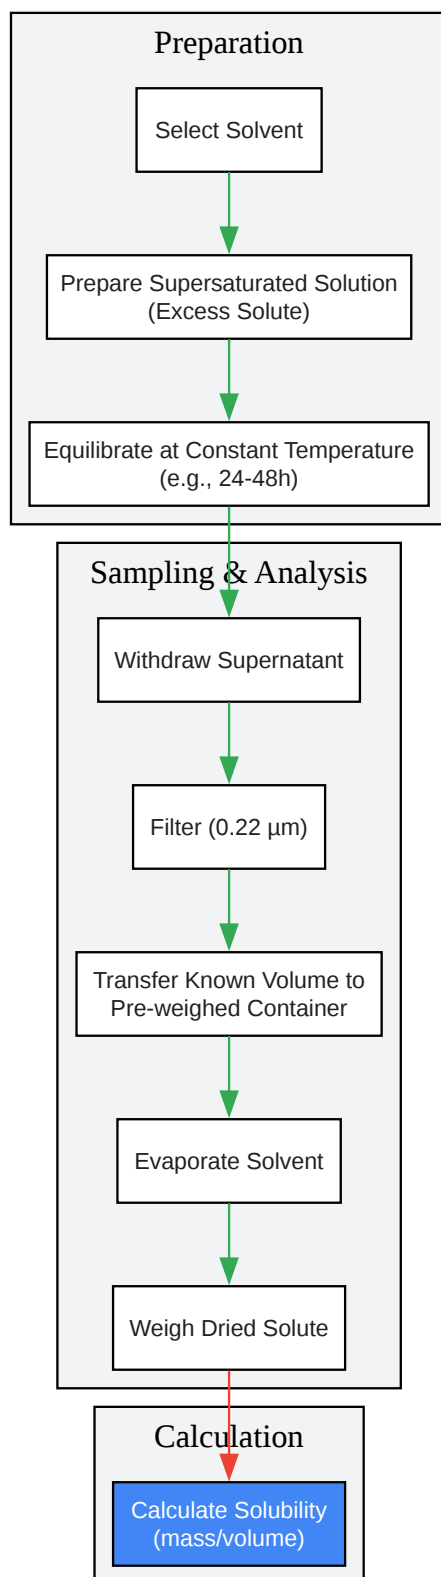 Preparation
Select Solvent
Prepare Supersaturated Solution
(Excess Solute)
Equilibrate at Constant Temperature
(e.g., 24-48h)
Sampling & Analysis
Withdraw Supernatant
Filter (0.22 µm)
Transfer Known Volume to
Pre-weighed Container
Evaporate Solvent
Weigh Dried Solute
Calculation
Calculate Solubility
(mass/volume)